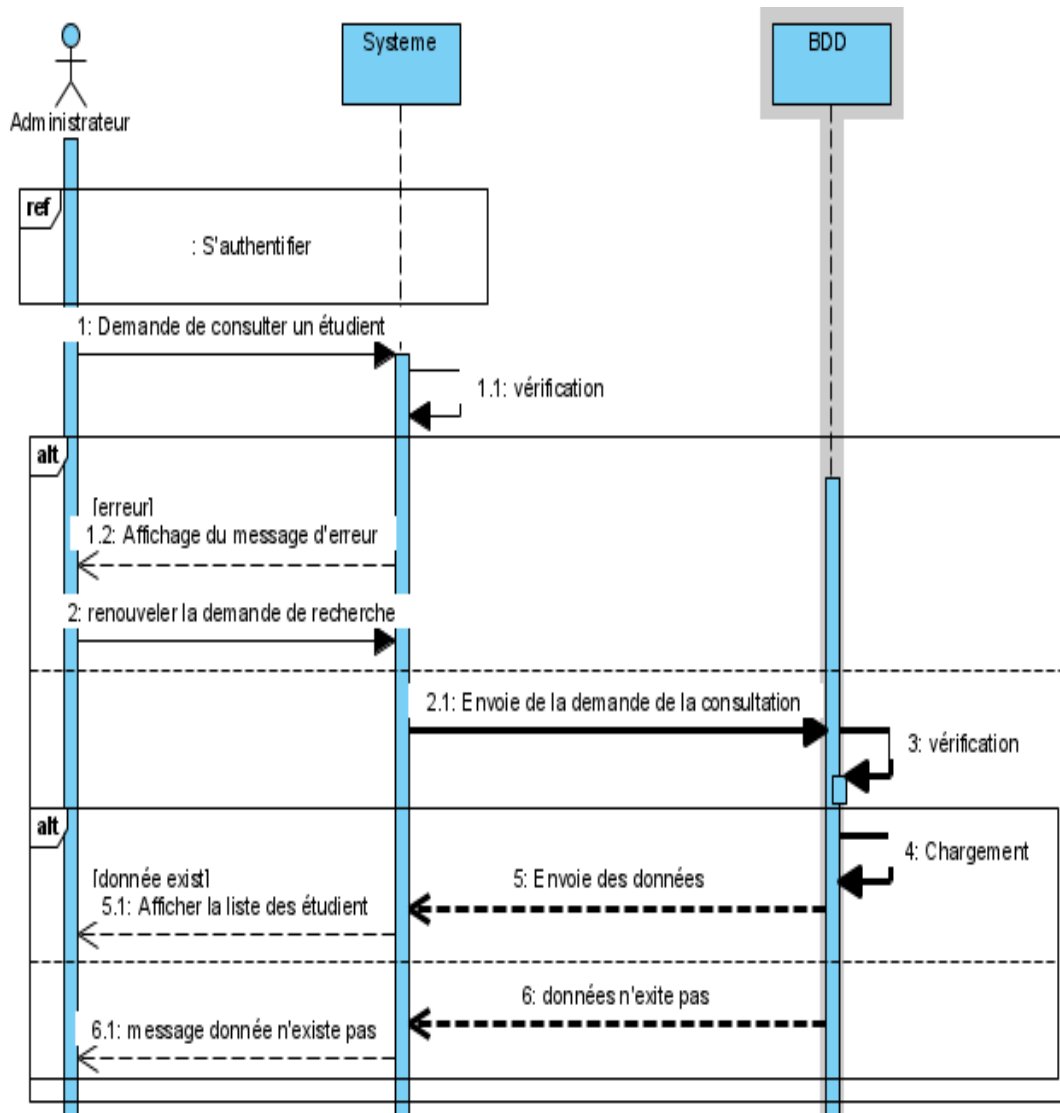 Systeme
BDD
Administrateur
ref
: S'authentifier
1: Demande de consulter un étudient
1.1: vérification
alt
[erreur]
1.2: Affichage du message d'erreur
2: renouveler la demande de recherche
2.1: Envoie de la demande de la consultation
3: vérification
alt
4: Chargement
[donnée exist]
5: Envoie des données
5.1: Afficher la liste des étudient
6: données n'exite pas
6.1: message donnée n'existe pas